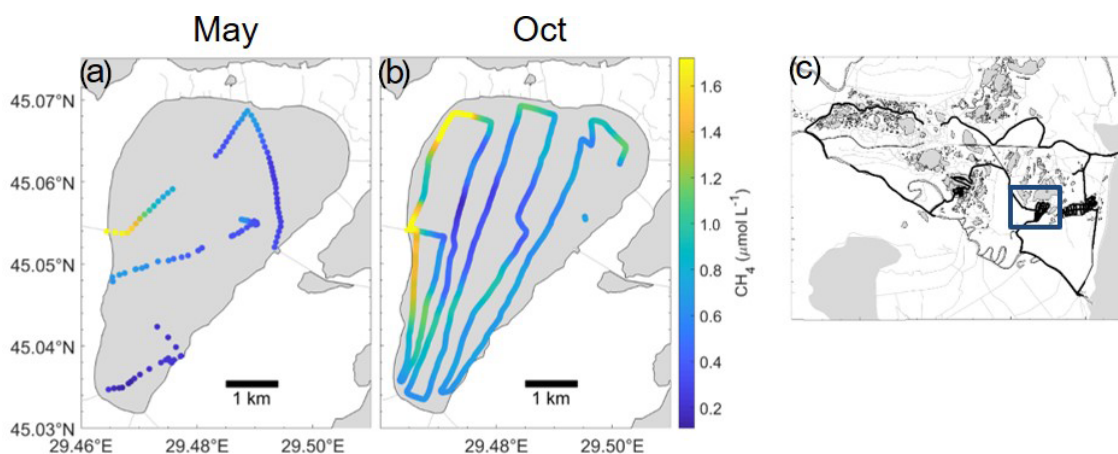 May
Oct
(a)
(b)
(c)
45.07°N
45.06°N
45.05°N
45.04°N
45.03°N
29.46°E
29.48°E
29.50°E
1 km
29.48°E
29.50°E
1 km
1.6
1.4
1.2
1.0
0.8
0.6
0.4
0.2
CH₄ (μmol L⁻¹)